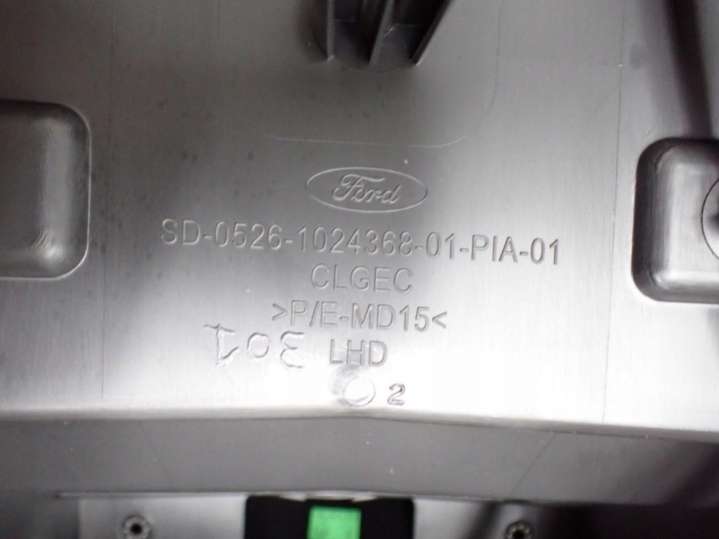 Ford
SD-0526-1024368-01-PIA-01
CLGEC
>P/E-MD15<
LHD
2